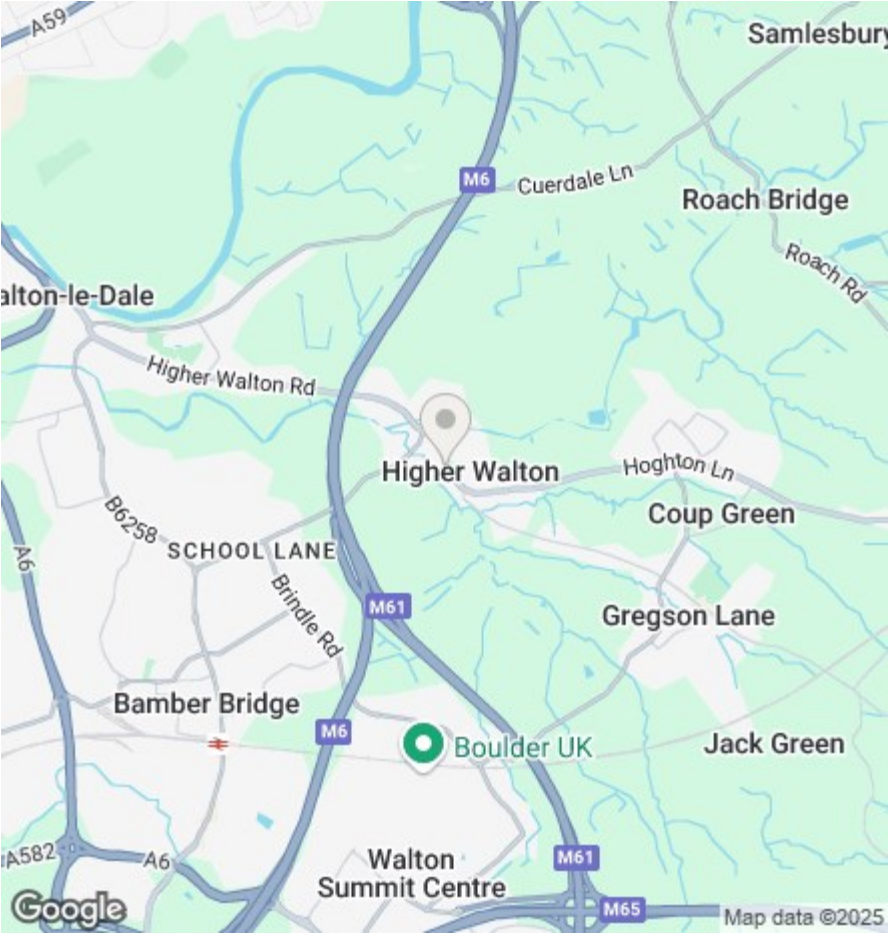 A59
Samlesbury
M6
Cuerdale Ln
Roach Bridge
Roach Rd
alton-le-Dale
Higher Walton Rd
Higher Walton
Hoghton Ln
B6258
Coup Green
SCHOOL LANE
A6
Brindle Rd
M61
Gregson Lane
Bamber Bridge
M6
Boulder UK
Jack Green
A582
A6
Walton
Summit Centre
M61
M65
Google
Map data ©2025